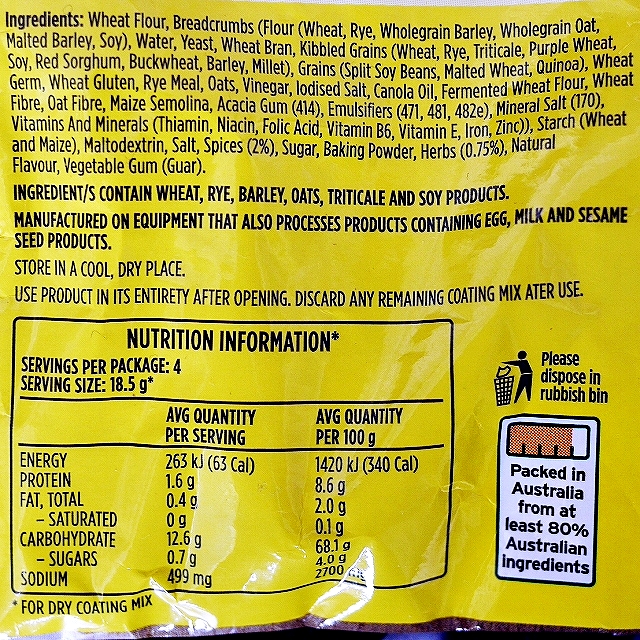 Ingredients: Wheat Flour, Breadcrumbs (Flour (Wheat, Rye, Wholegrain Barley, Wholegrain Oat,
Malted Barley, Soy), Water, Yeast, Wheat Bran, Kibbled Grains (Wheat, Rye, Triticale, Purple Wheat,
Soy, Red Sorghum, Buckwheat, Barley, Millet), Grains (Split Soy Beans, Malted Wheat, Quinoa), Wheat
Germ, Wheat Gluten, Rye Meal, Oats, Vinegar, Iodised Salt, Canola Oil, Fermented Wheat Flour, Wheat
Fibre, Oat Fibre, Maize Semolina, Acacia Gum (414), Emulsifiers (471, 481, 482e), Mineral Salt (170),
Vitamins And Minerals (Thiamin, Niacin, Folic Acid, Vitamin B6, Vitamin E, Iron, Zinc)), Starch (Wheat
and Maize), Maltodextrin, Salt, Spices (2%), Sugar, Baking Powder, Herbs (0.75%), Natural
Flavour, Vegetable Gum (Guar).
INGREDIENT/S CONTAIN WHEAT, RYE, BARLEY, OATS, TRITICALE AND SOY PRODUCTS.
MANUFACTURED ON EQUIPMENT THAT ALSO PROCESSES PRODUCTS CONTAINING EGG, MILK AND SESAME
SEED PRODUCTS.
STORE IN A COOL, DRY PLACE.
USE PRODUCT IN ITS ENTIRETY AFTER OPENING. DISCARD ANY REMAINING COATING MIX ATER USE.
NUTRITION INFORMATION*
SERVINGS PER PACKAGE: 4
SERVING SIZE: 18.5 g*
AVG QUANTITY AVG QUANTITY
PER SERVING PER 100 g
ENERGY 263 kJ (63 Cal) 1420 kJ (340 Cal)
PROTEIN 1.6 g 8.6 g
FAT, TOTAL 0.4 g 2.0 g
– SATURATED 0 g 0.1 g
CARBOHYDRATE 12.6 g 68.1 g
– SUGARS 0.7 g 4.0 g
SODIUM 499 mg 2700
* FOR DRY COATING MIX
Please
dispose in
rubbish bin
Packed in
Australia
from at
least 80%
Australian
ingredients